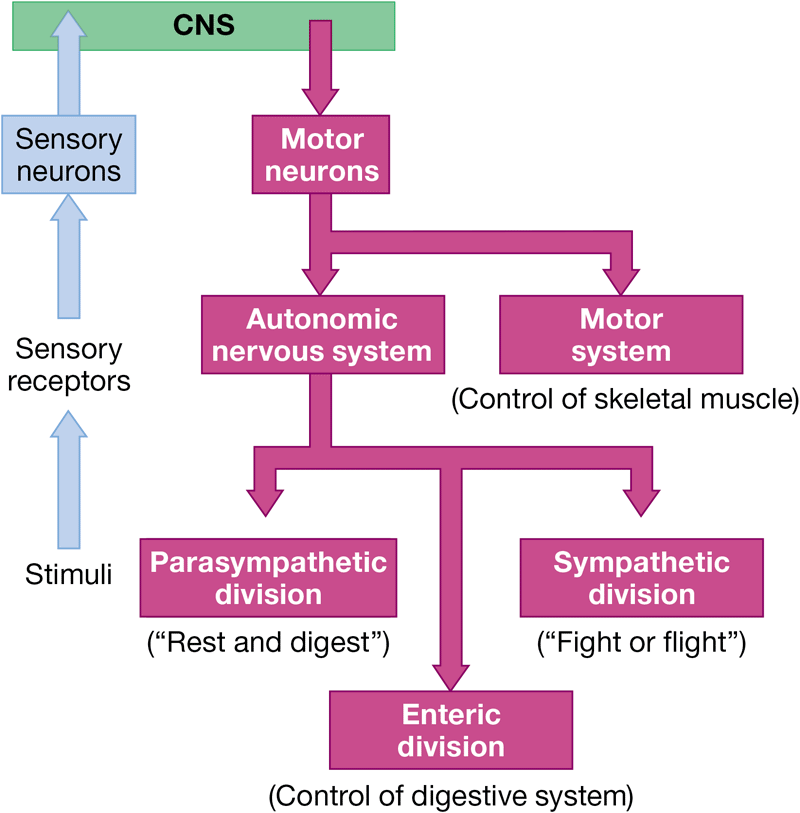 CNS
Sensory
neurons
Motor
neurons
Sensory
receptors
Autonomic
nervous system
Motor
system
(Control of skeletal muscle)
Stimuli
Parasympathetic
division
(“Rest and digest”)
Sympathetic
division
(“Fight or flight”)
Enteric
division
(Control of digestive system)